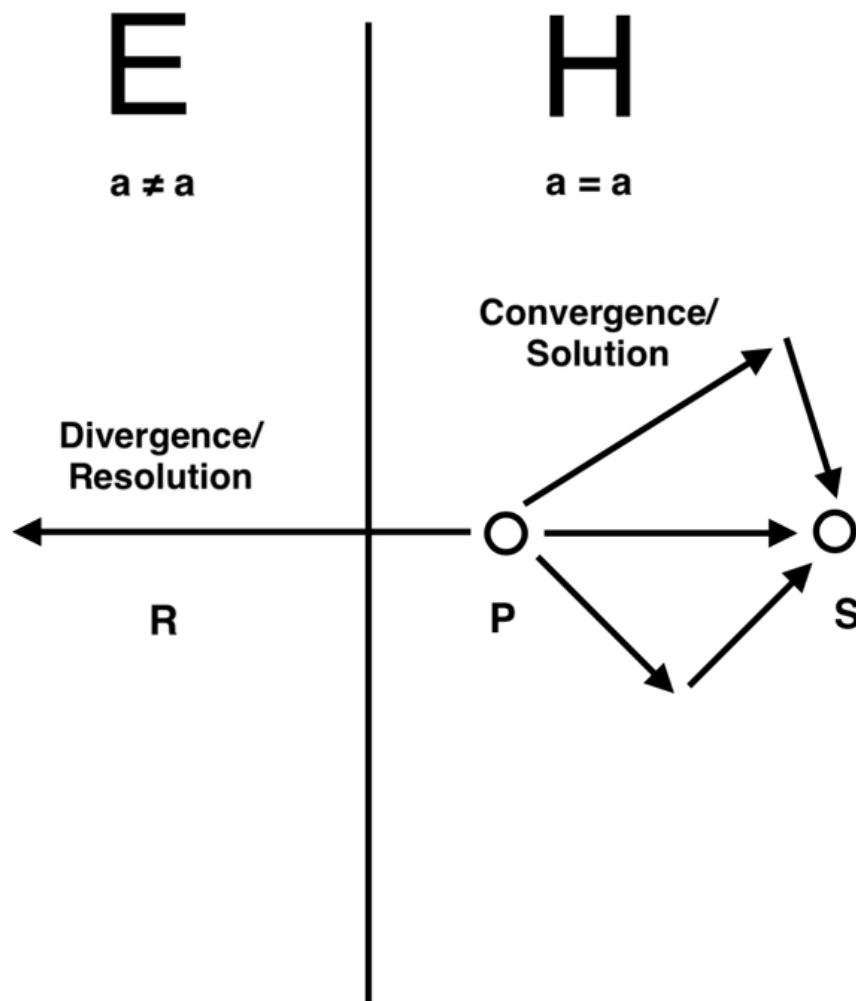 E
a ≠ a
H
a = a
Convergence/
Solution
Divergence/
Resolution
R
P
S